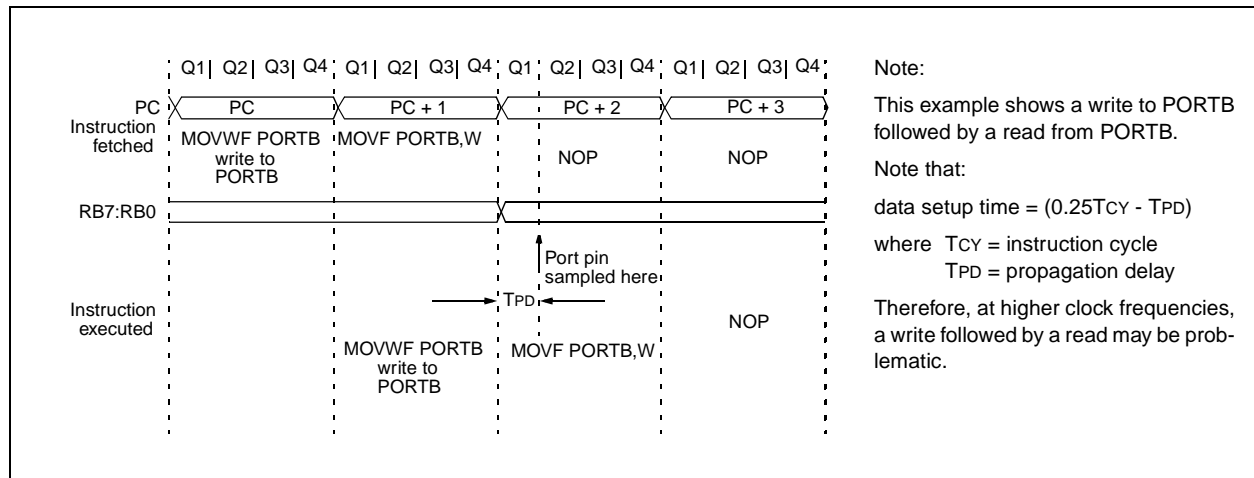 Q1| Q2| Q3| Q4 Q1| Q2| Q3| Q4 Q1 Q2| Q3| Q4 Q1| Q2| Q3| Q4
PC PC PC + 1 PC + 2 PC + 3
Instruction
fetched
MOVWF PORTB
write to
PORTB
MOVF PORTB,W
NOP
NOP
RB7:RB0
Port pin
sampled here
TPD
Instruction
executed
MOVWF PORTB
write to
PORTB
MOVF PORTB,W
NOP
Note:
This example shows a write to PORTB
followed by a read from PORTB.
Note that:
data setup time = (0.25TCY - TPD)
where TCY = instruction cycle
TPD = propagation delay
Therefore, at higher clock frequencies,
a write followed by a read may be prob-
lematic.